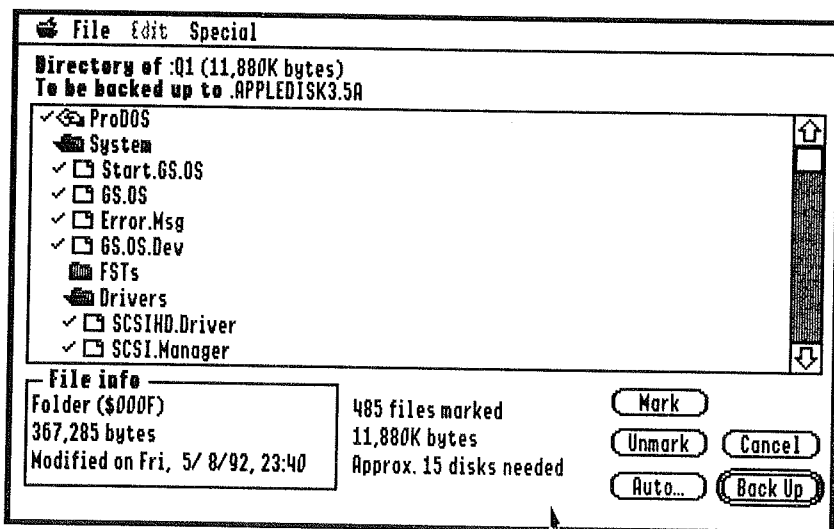 File Edit Special
Directory of :Q1 (11,880K bytes)
To be backed up to .APPLEDISK3.5A
ProDOS
System
Start.GS.OS
GS.OS
Error.Msg
GS.OS.Dev
FSTs
Drivers
SCSIHD.Driver
SCSI.Manager
File info
Folder ($000F)
367,285 bytes
Modified on Fri, 5/ 8/92, 23:40
485 files marked
11,880K bytes
Approx. 15 disks needed
Mark
Unmark
Cancel
Auto...
Back Up